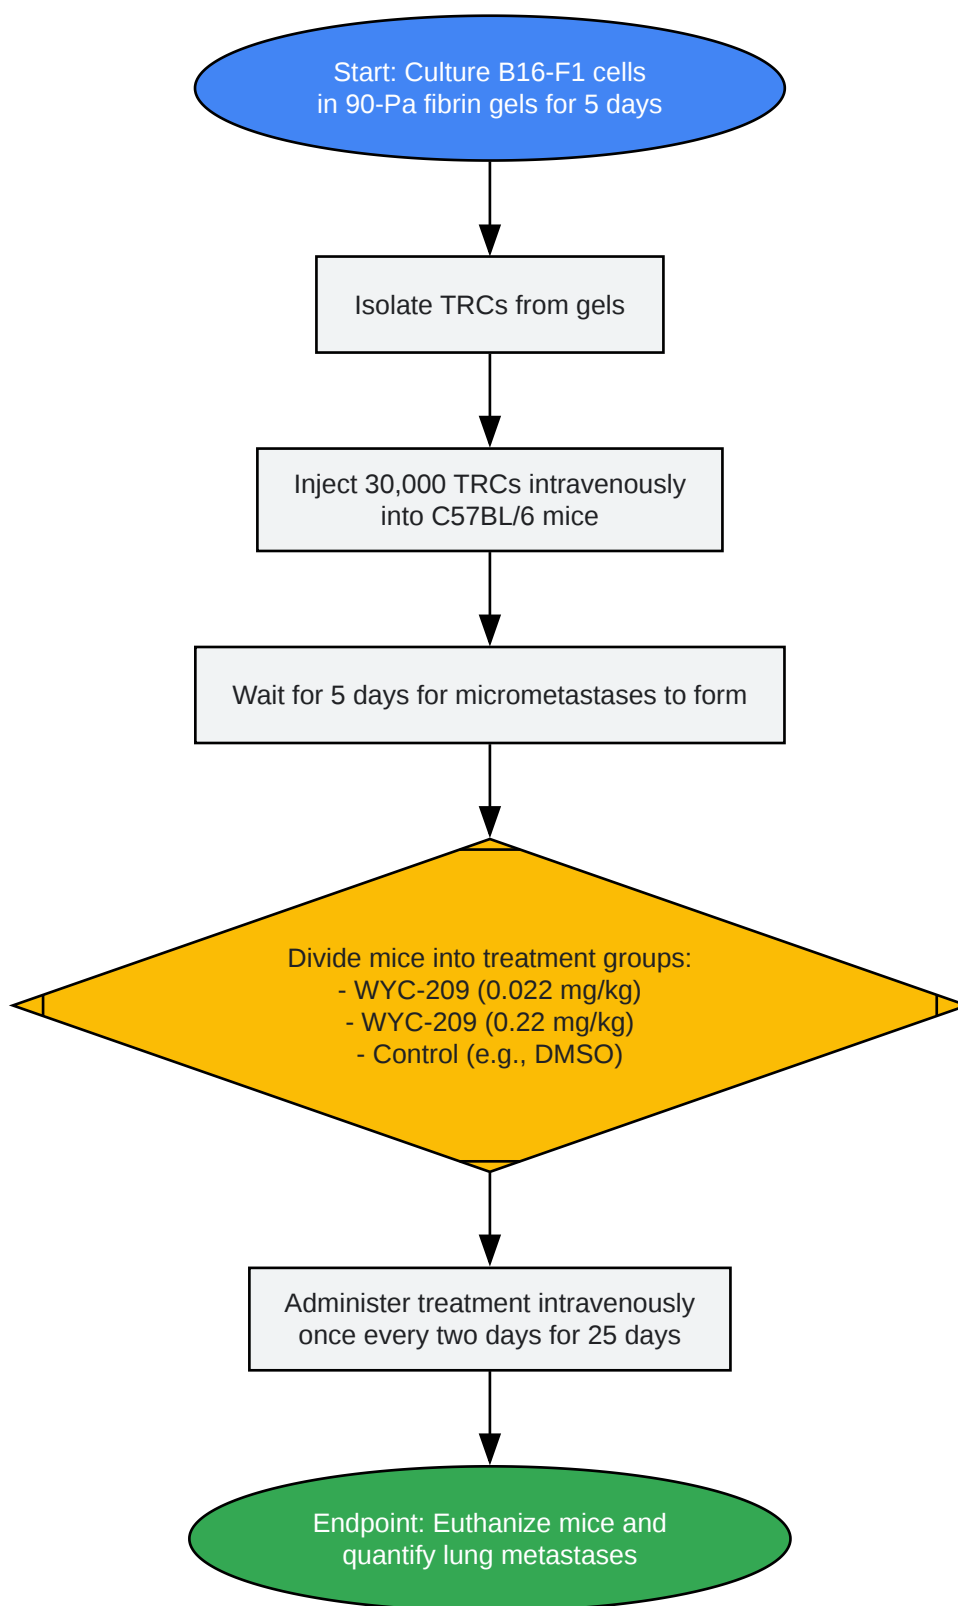 Start: Culture B16-F1 cells
in 90-Pa fibrin gels for 5 days
Isolate TRCs from gels
Inject 30,000 TRCs intravenously
into C57BL/6 mice
Wait for 5 days for micrometastases to form
Divide mice into treatment groups:
- WYC-209 (0.022 mg/kg)
- WYC-209 (0.22 mg/kg)
- Control (e.g., DMSO)
Administer treatment intravenously
once every two days for 25 days
Endpoint: Euthanize mice and
quantify lung metastases